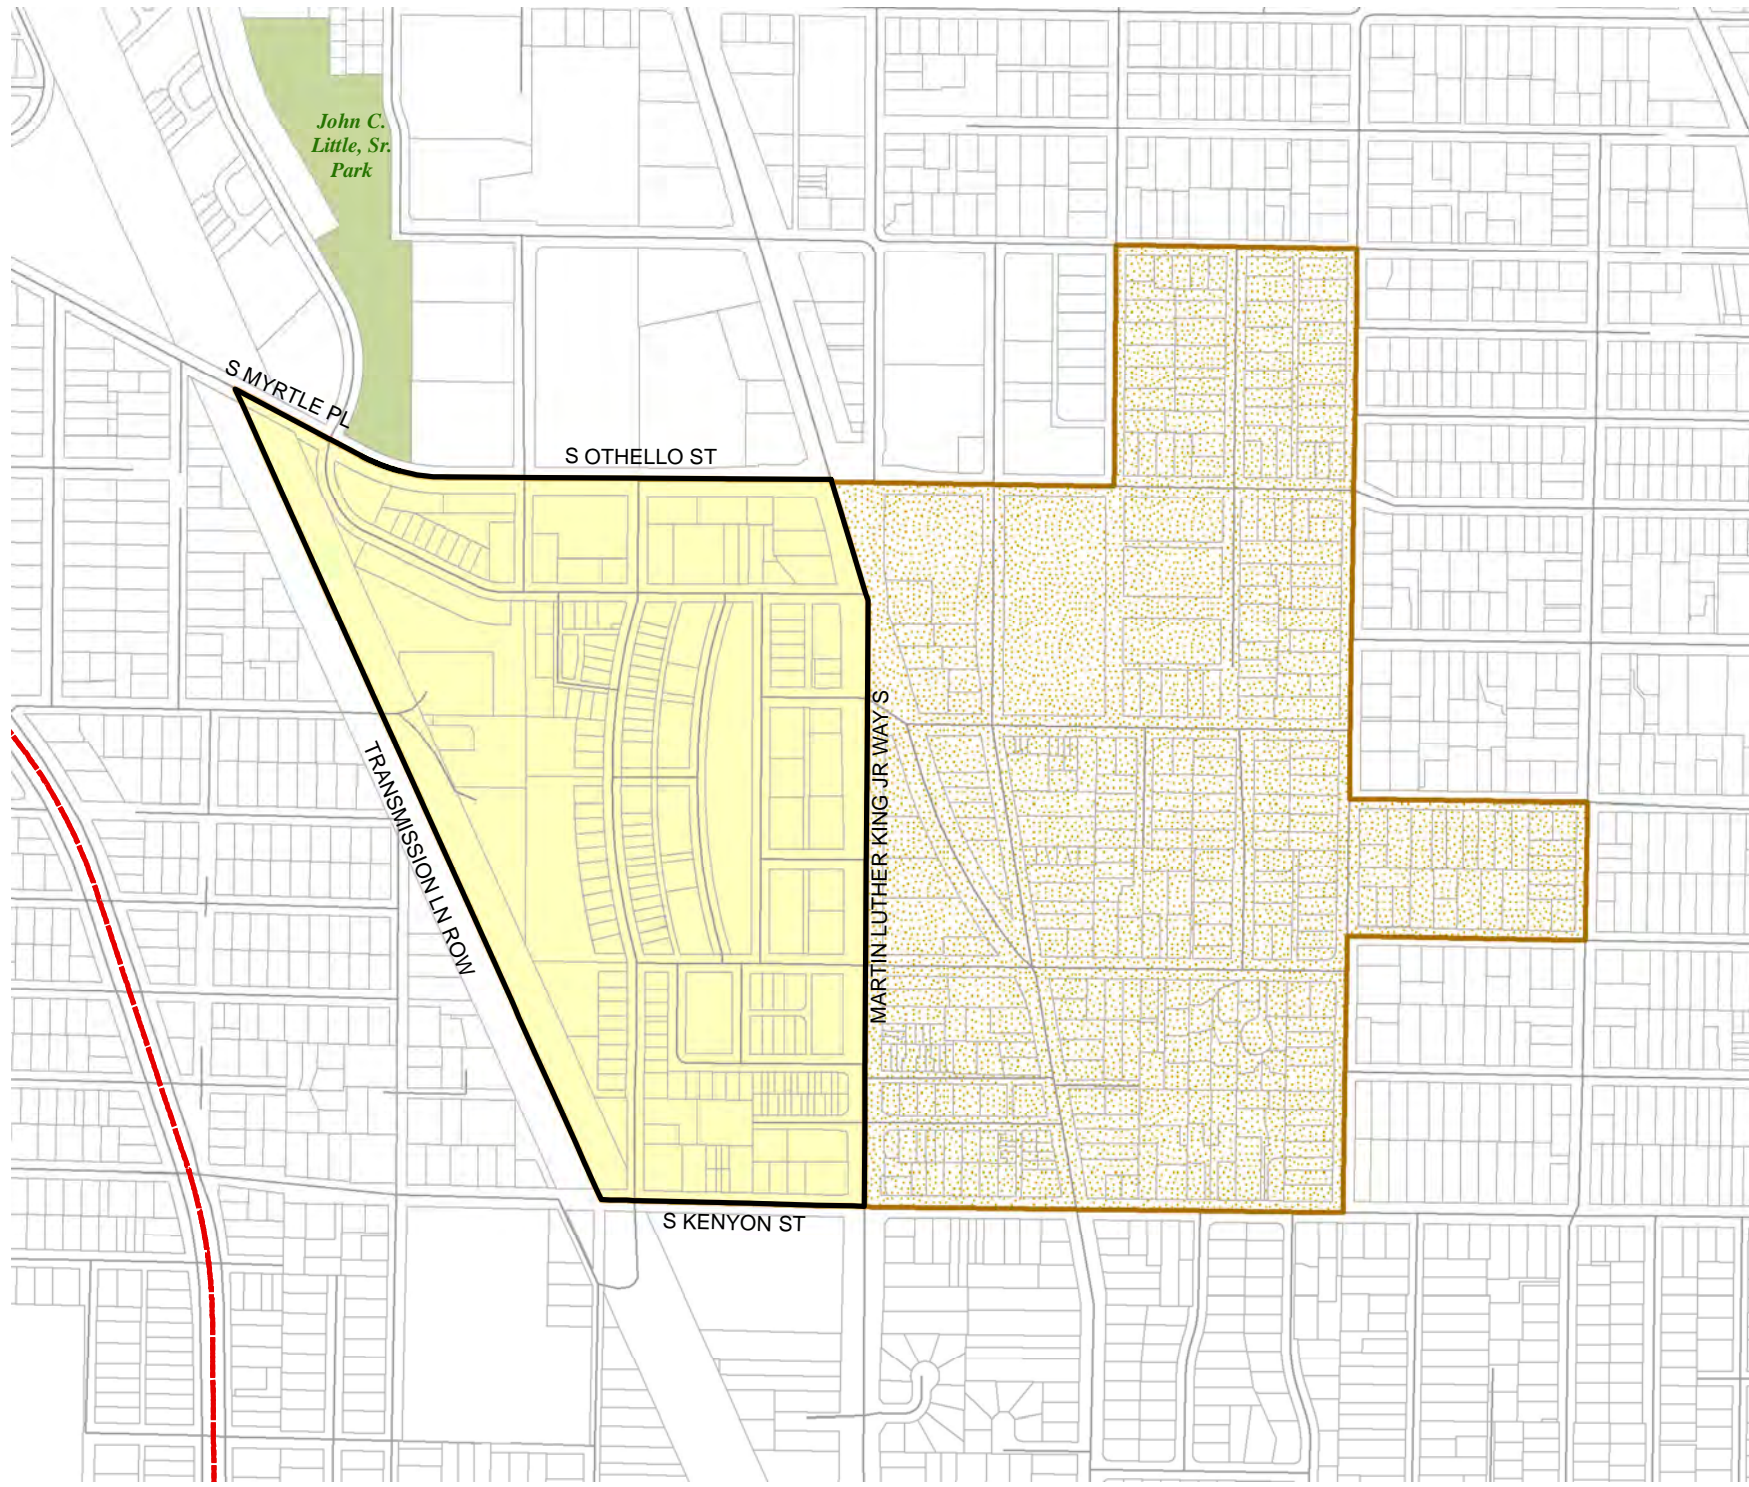 John C.
Little, Sr.
Park
S MYRTLE PL
S OTHELLO ST
MARTIN LUTHER KING JR WAY S
TRANSMISSION LN ROW
S KENYON ST